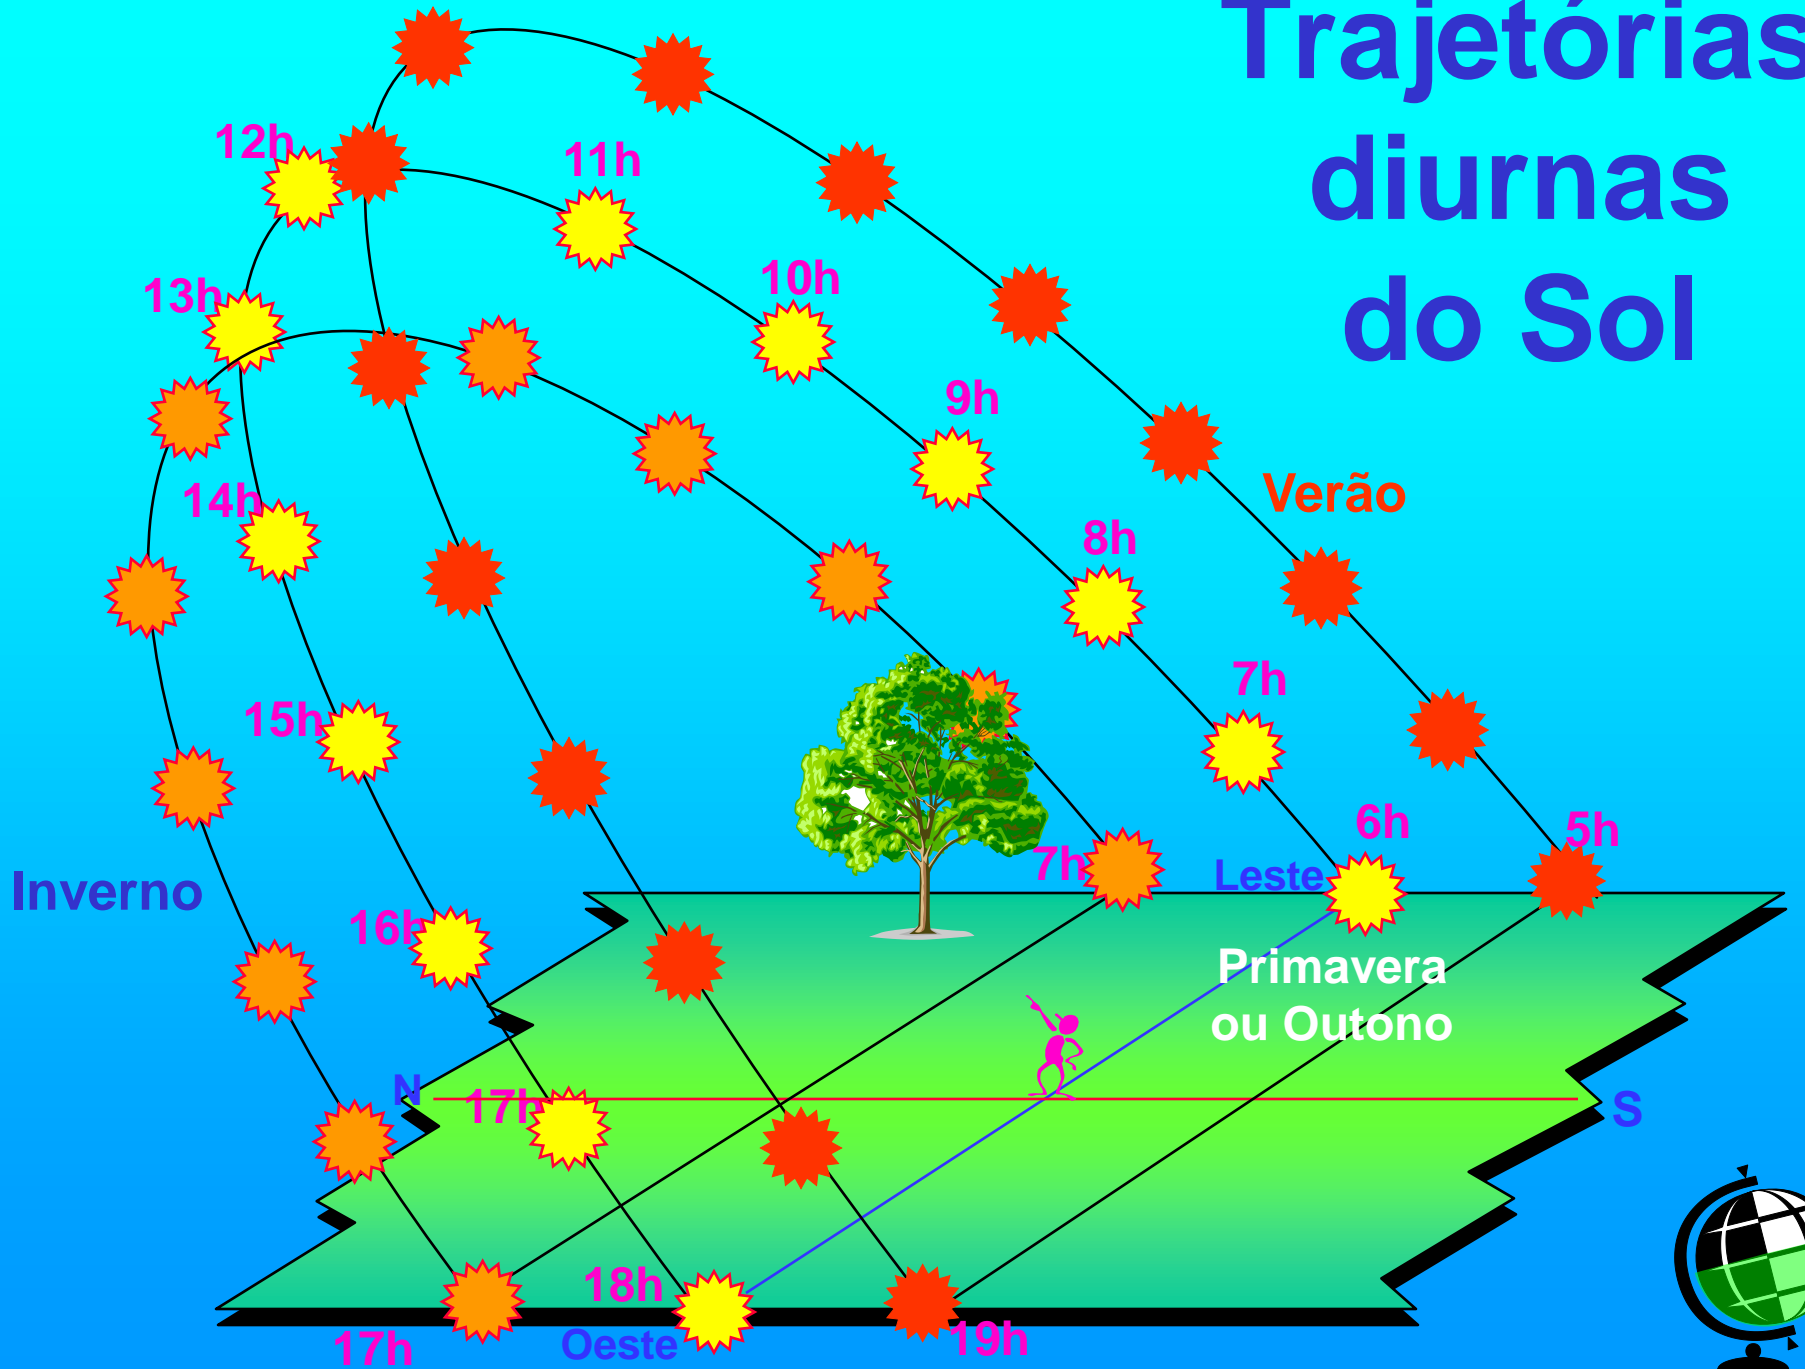 Trajetórias
diurnas
do Sol
12h
11h
10h
13h
9h
Verão
14h
8h
7h
15h
6h
5h
7h
Leste
Inverno
16h
Primavera
ou Outono
N
17h
S
18h
19h
Oeste
17h